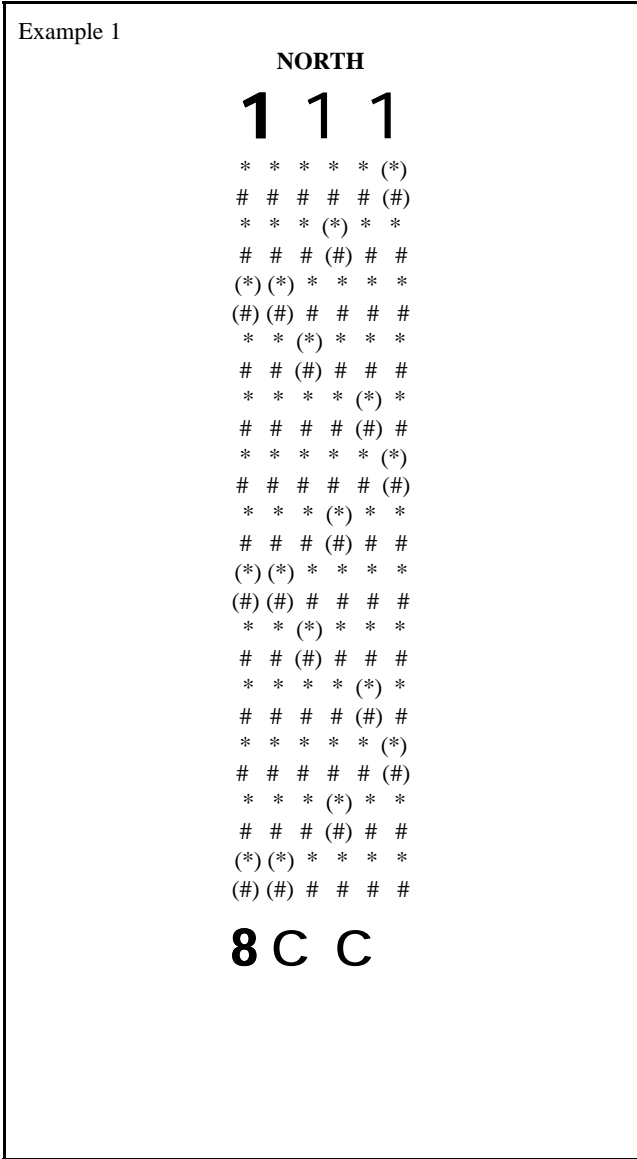 Example 1
NORTH
1 1 1
* * * * * (*)
# # # # # (#)
* * * (*) * *
# # # (#) # #
(*) (*) * * * *
(#) (#) # # # #
* * (*) * * *
# # (#) # # #
* * * * (*) *
# # # # (#) #
* * * * * (*)
# # # # # (#)
* * * (*) * *
# # # (#) # #
(*) (*) * * * *
(#) (#) # # # #
* * (*) * * *
# # (#) # # #
* * * * (*) *
# # # # (#) #
* * * * * (*)
# # # # # (#)
* * * (*) * *
# # # (#) # #
(*) (*) * * * *
(#) (#) # # # #
8 C C